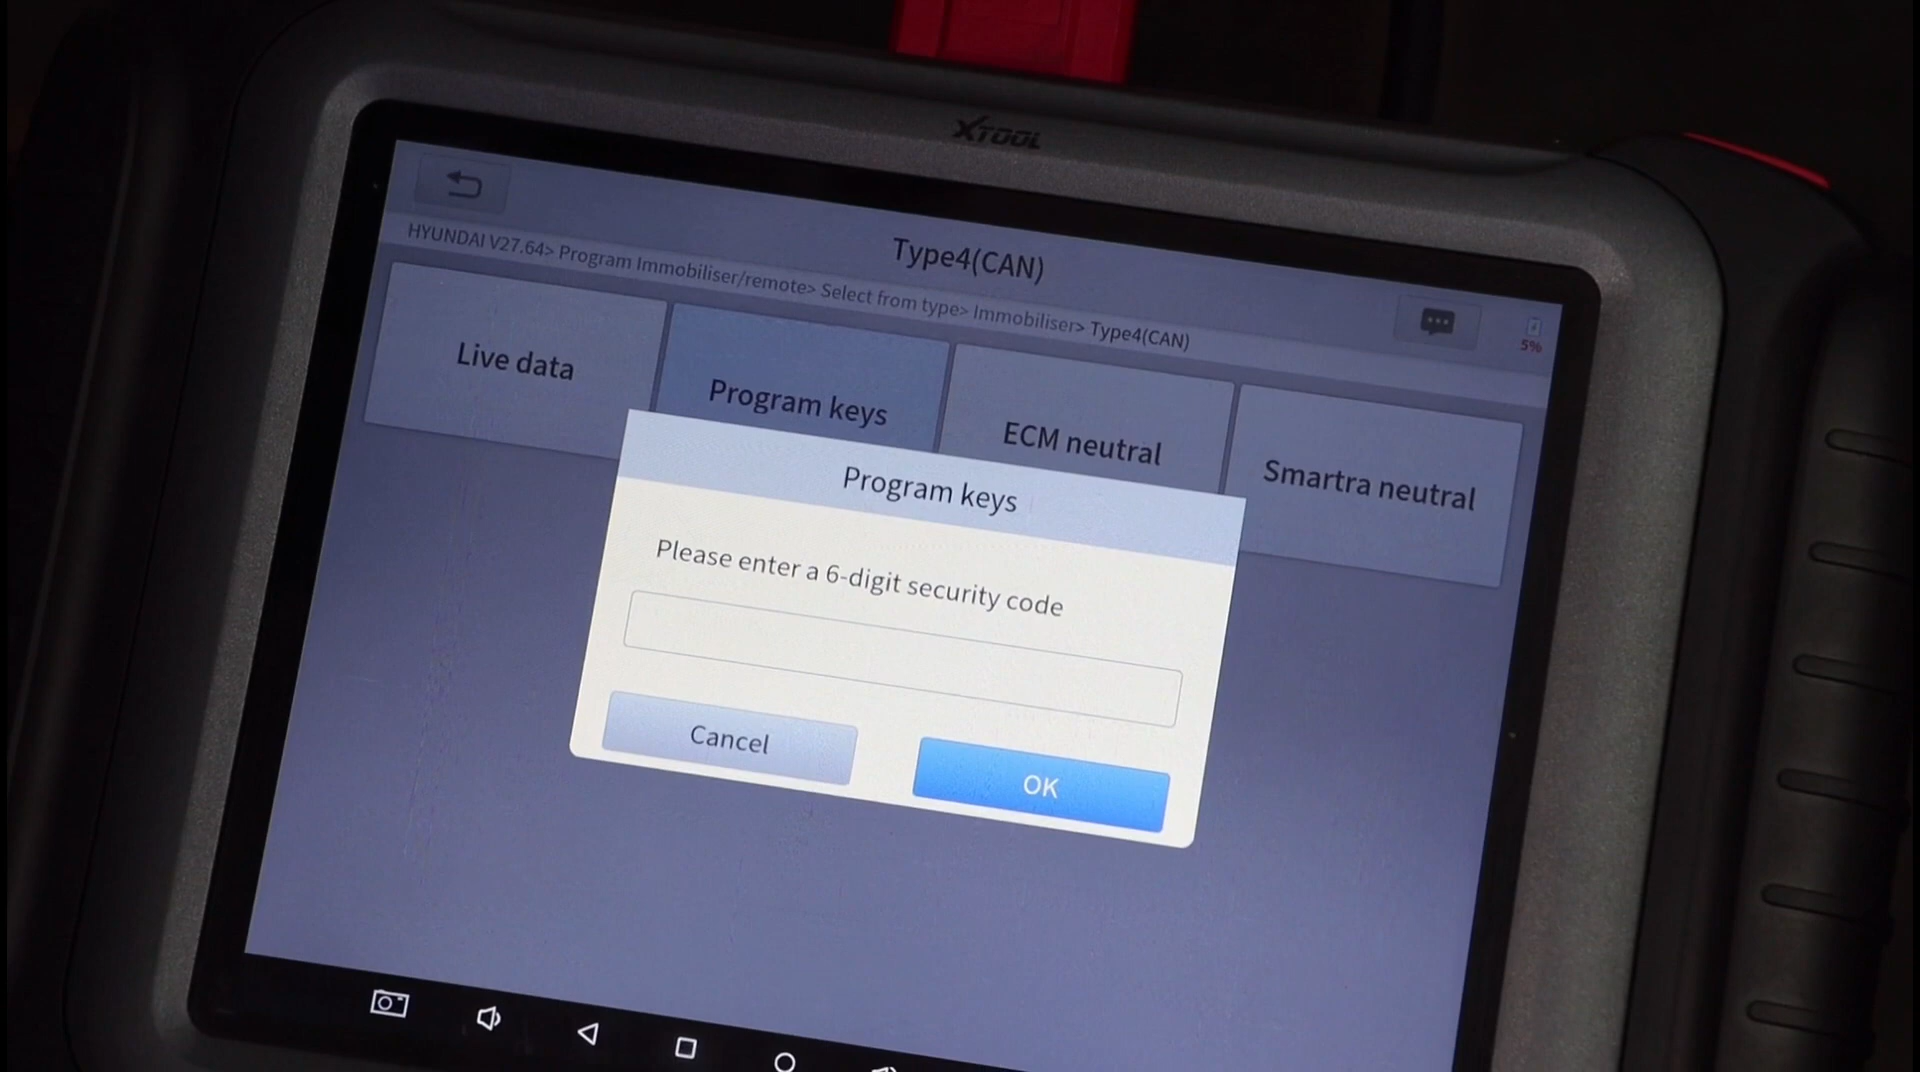 XTOOL
Type4(CAN)
HYUNDAI V27.64> Program Immobiliser/remote> Select from type> Immobiliser> Type4(CAN)
5%
Live data
Program keys
ECM neutral
Smartra neutral
Program keys
Please enter a 6-digit security code
Cancel
OK